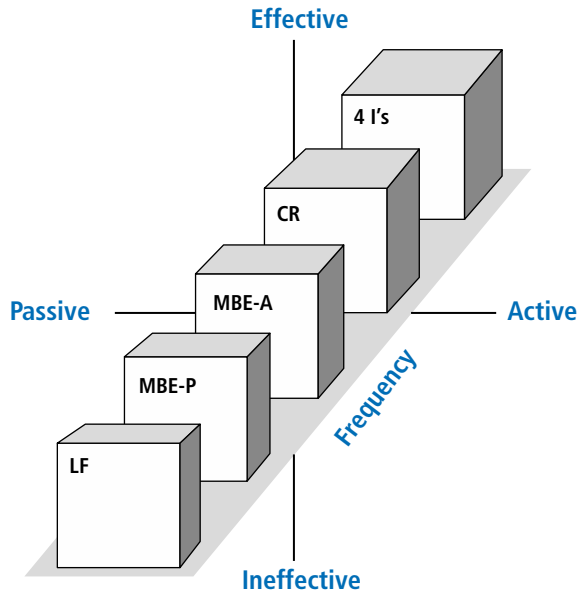 Effective
4 I's
CR
MBE-A
Passive
Active
MBE-P
Frequency
LF
Ineffective